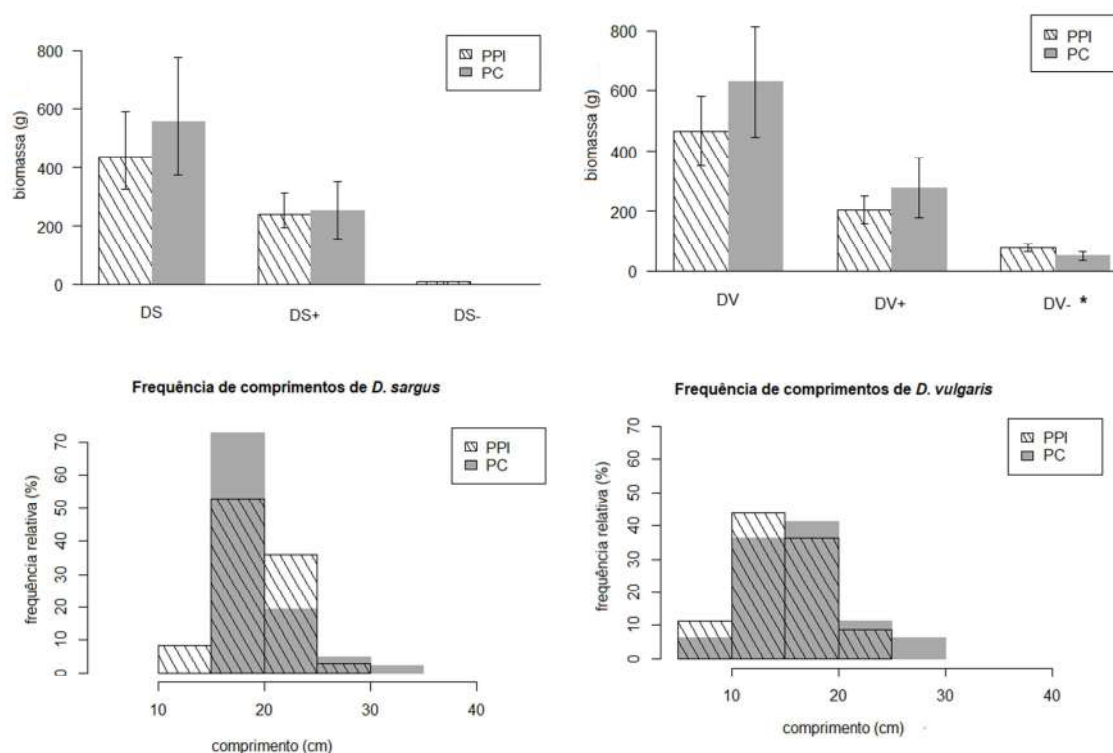 PPI
PC
biomassa (g)
800
600
400
200
0
DS
DS+
DS-
PPI
PC
biomassa (g)
800
600
400
200
0
DV
DV+
DV- *
Frequência de comprimentos de D. sargus
PPI
PC
frequência relativa (%)
70
60
50
40
30
20
10
0
10
20
30
40
comprimento (cm)
Frequência de comprimentos de D. vulgaris
PPI
PC
frequência relativa (%)
70
60
50
40
30
20
10
0
10
20
30
40
comprimento (cm)